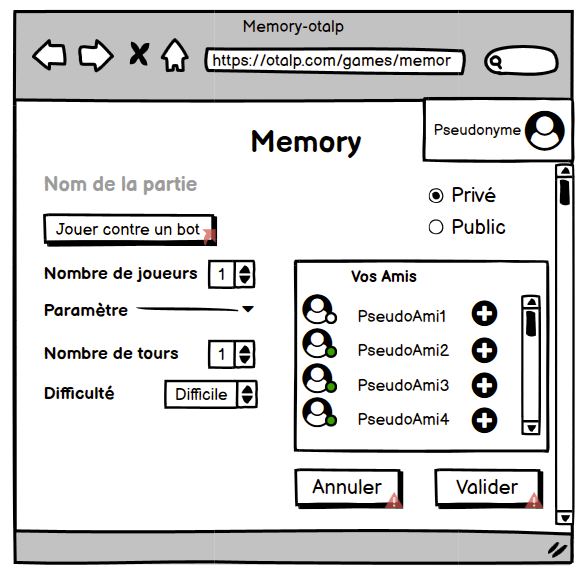 Memory-otalp
https://otalp.com/games/memor
Pseudonyme
Memory
Nom de la partie
Privé
Jouer contre un bot
Public
Nombre de joueurs 1
Vos Amis
Paramètre
PseudoAmi1
Nombre de tours 1
PseudoAmi2
Difficulté Difficile
PseudoAmi3
PseudoAmi4
Annuler
Valider